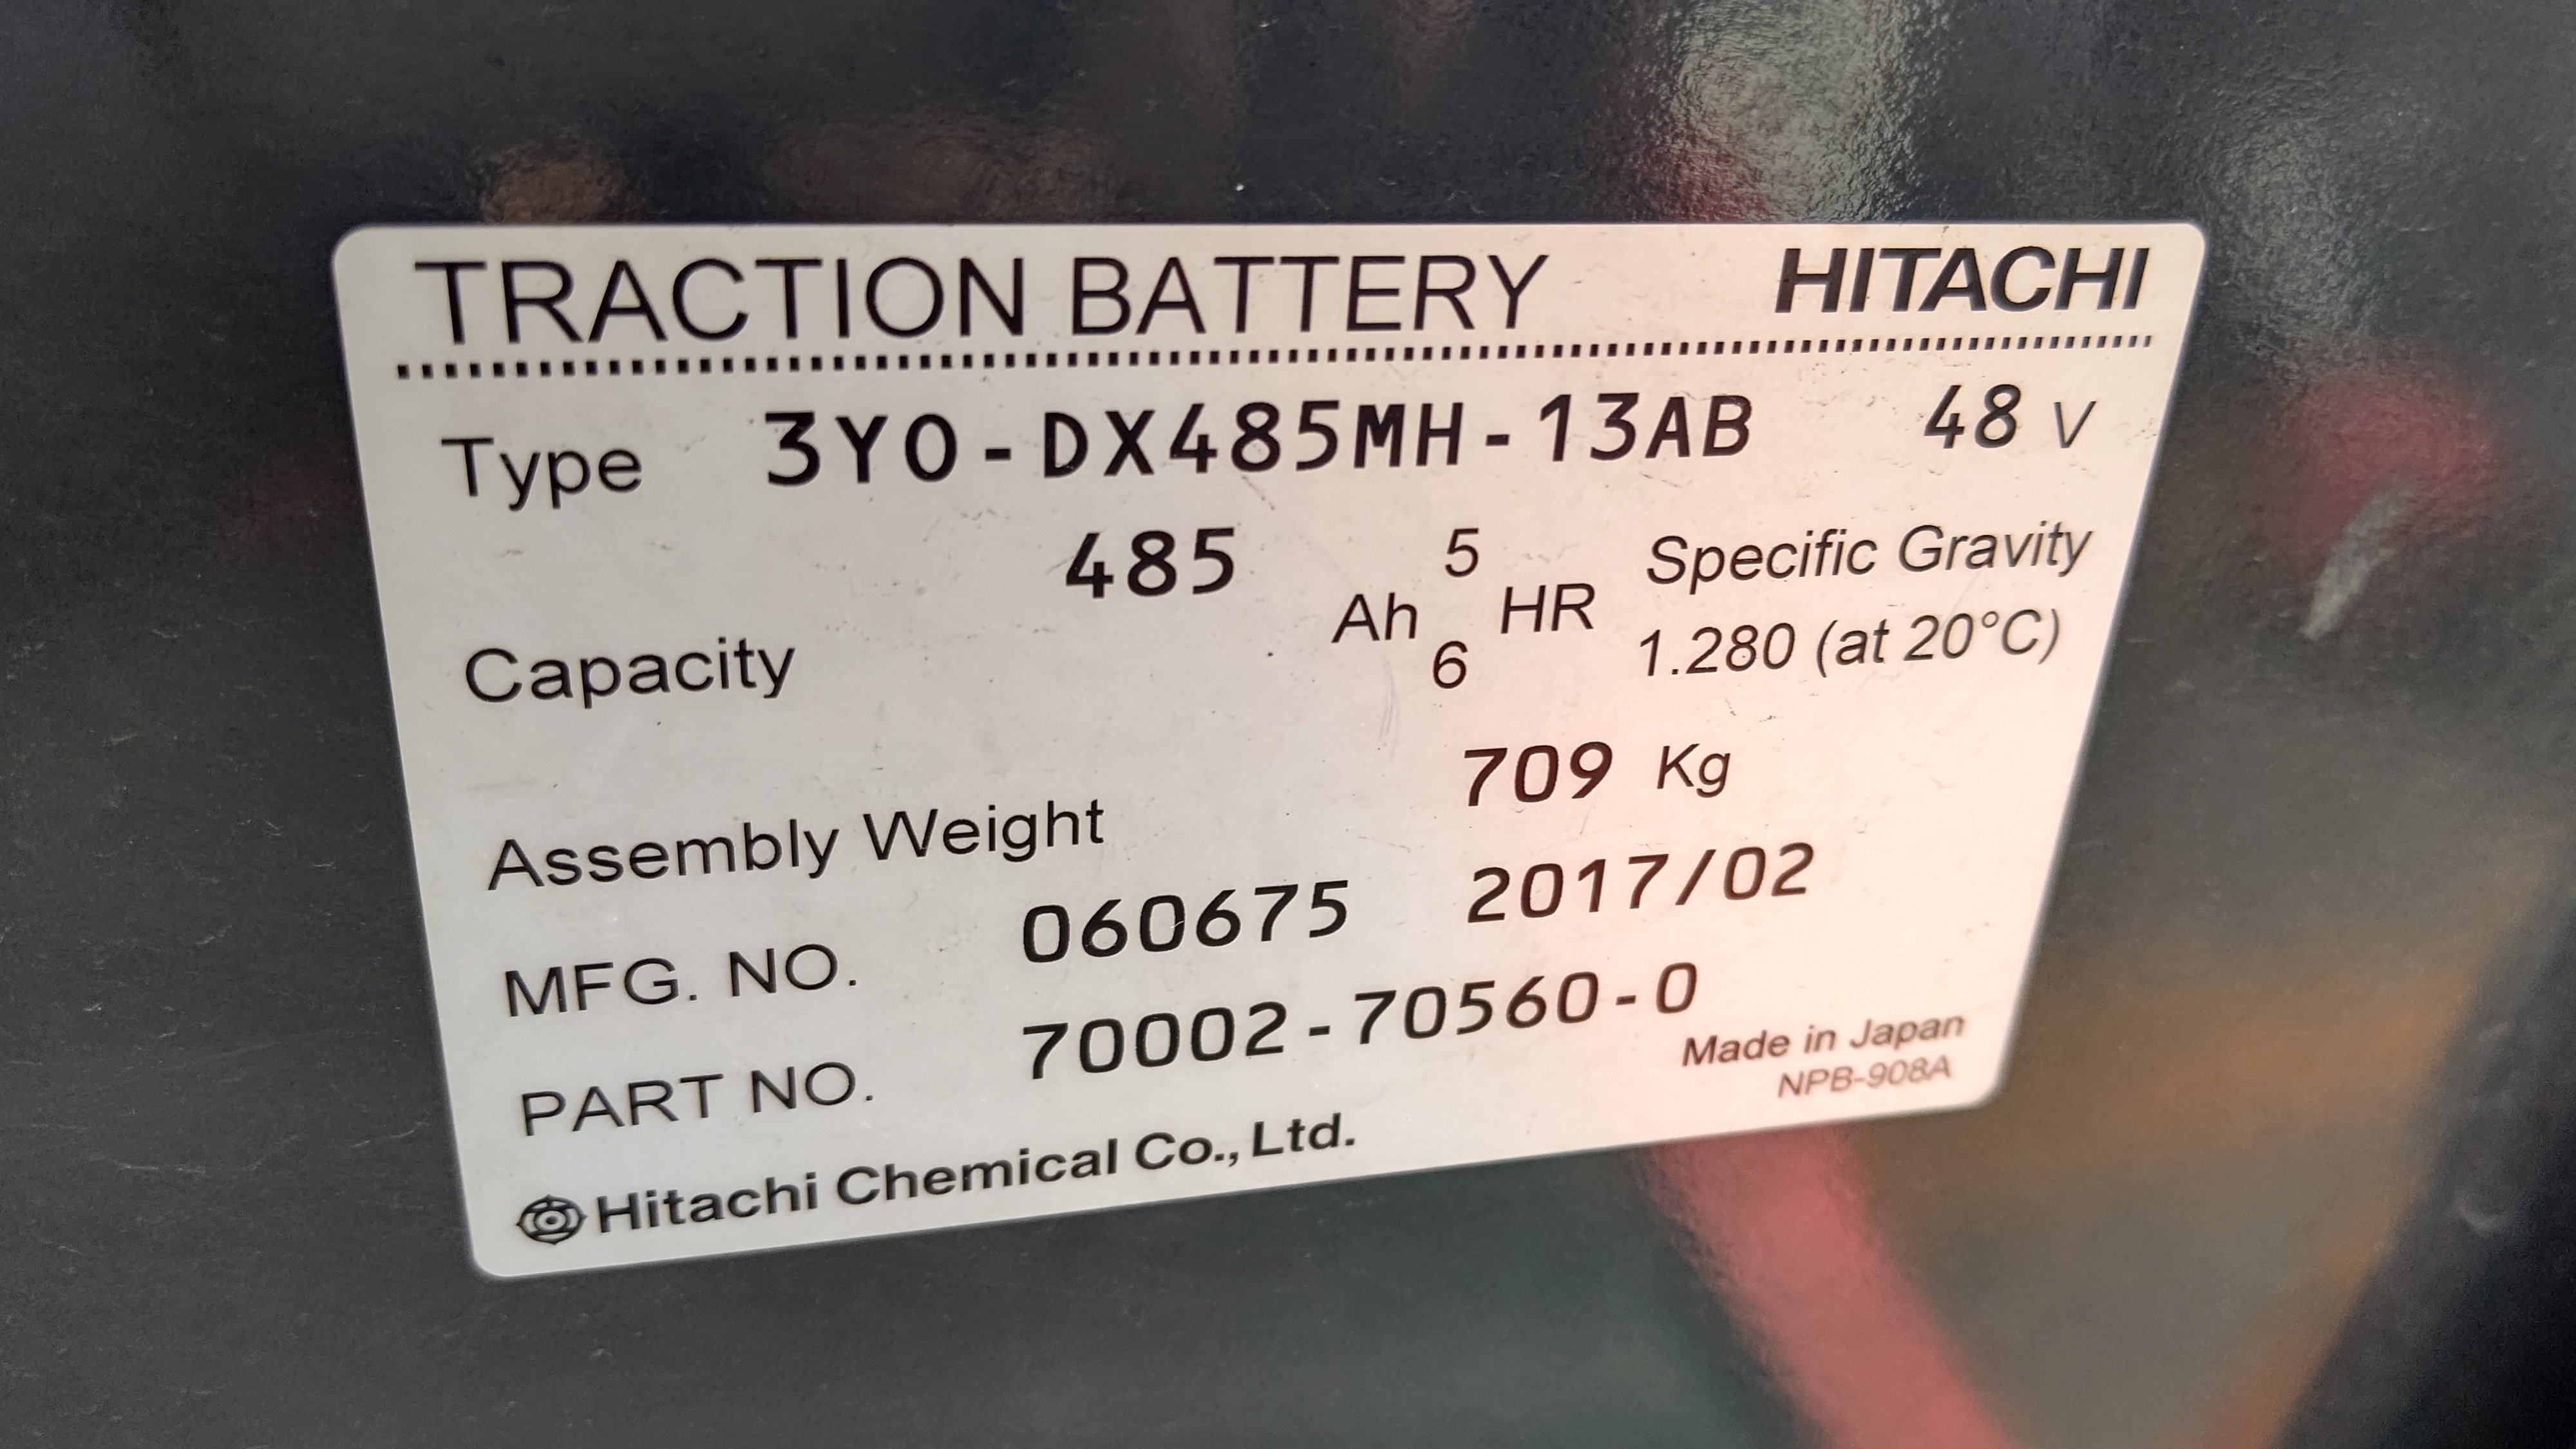 TRACTION BATTERY HITACHI
Type 3Y0-DX485MH-13AB 48 V
485 5 Specific Gravity
Capacity Ah HR 1.280 (at 20°C)
6
709 Kg
Assembly Weight
MFG. NO. 060675 2017/02
PART NO. 70002-70560-0
Made in Japan
NPB-908A
Hitachi Chemical Co., Ltd.